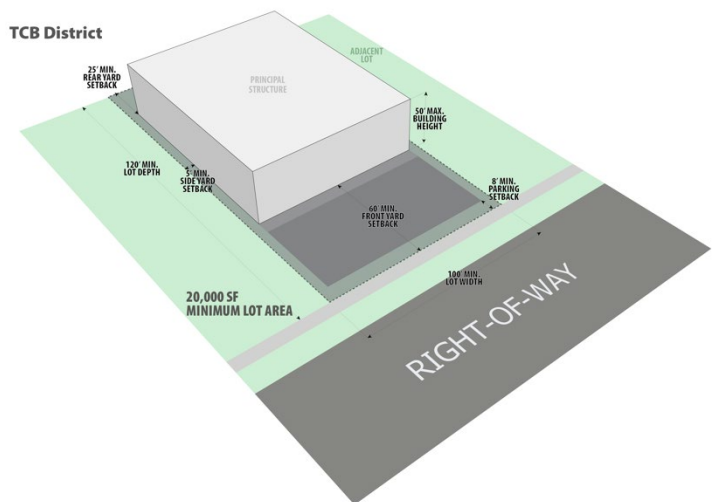 TCB District
25' MIN.
REAR YARD
SETBACK
PRINCIPAL
STRUCTURE
ADJACENT
LOT
50' MAX.
BUILDING
HEIGHT
120' MIN.
LOT DEPTH
5' MIN.
SIDE YARD
SETBACK
8' MIN.
PARKING
SETBACK
60' MIN.
FRONT YARD
SETBACK
100' MIN.
LOT WIDTH
20,000 SF
MINIMUM LOT AREA
RIGHT-OF-WAY